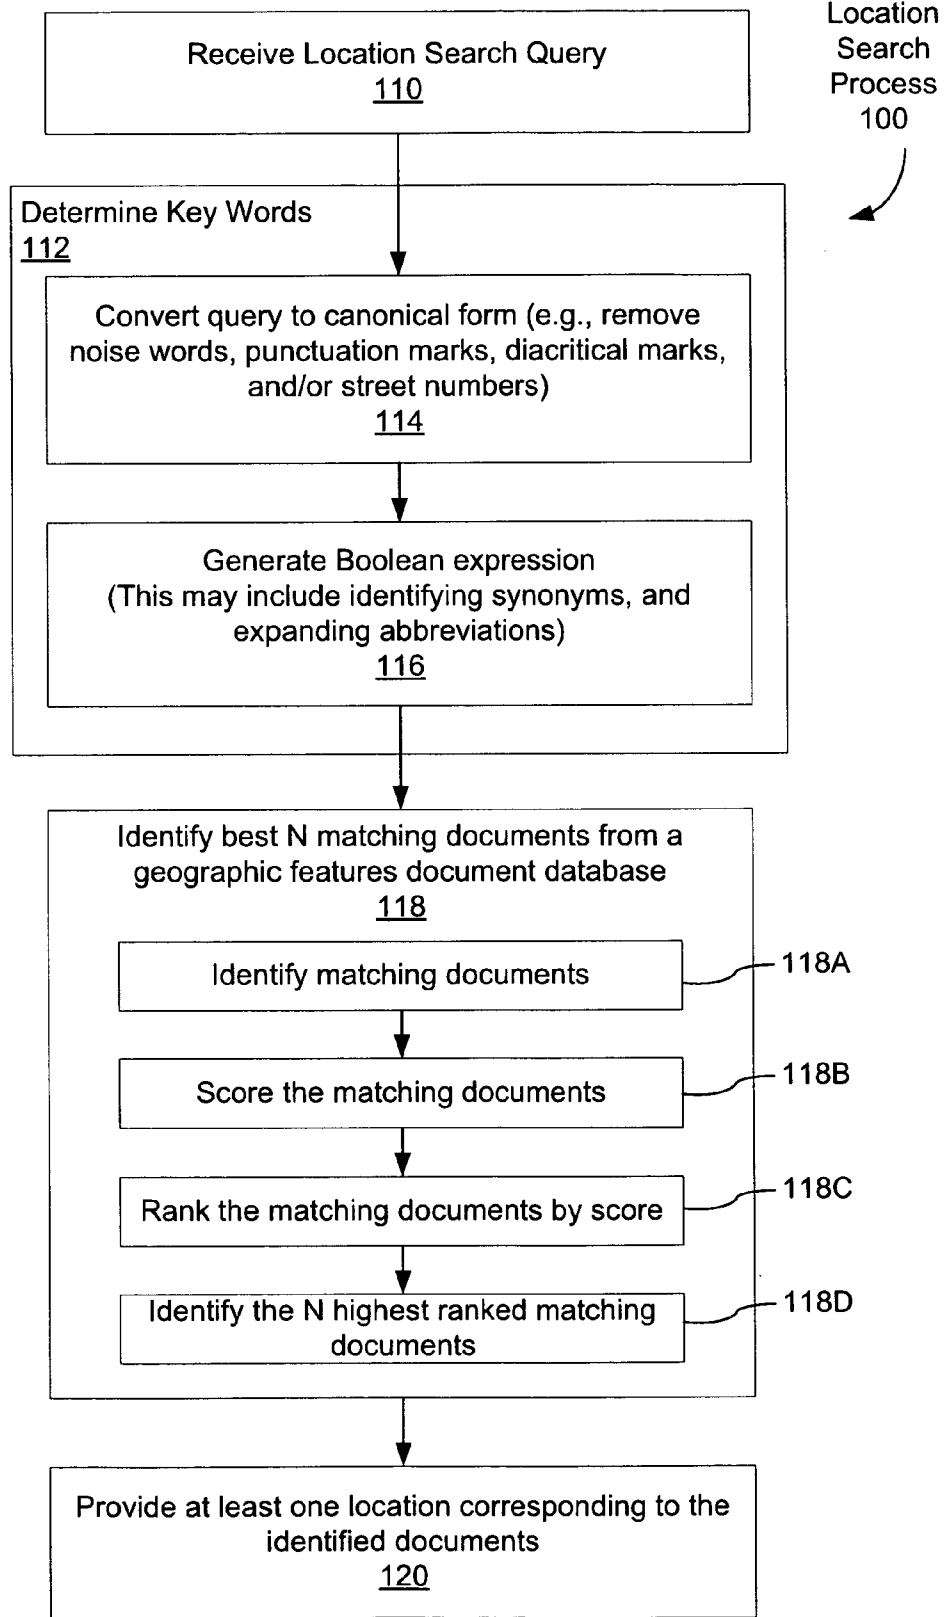 Location
Search
Process
100
Receive Location Search Query
110
Determine Key Words
112
Convert query to canonical form (e.g., remove
noise words, punctuation marks, diacritical marks,
and/or street numbers)
114
Generate Boolean expression
(This may include identifying synonyms, and
expanding abbreviations)
116
Identify best N matching documents from a
geographic features document database
118
Identify matching documents
118A
Score the matching documents
118B
Rank the matching documents by score
118C
Identify the N highest ranked matching
documents
118D
Provide at least one location corresponding to the
identified documents
120